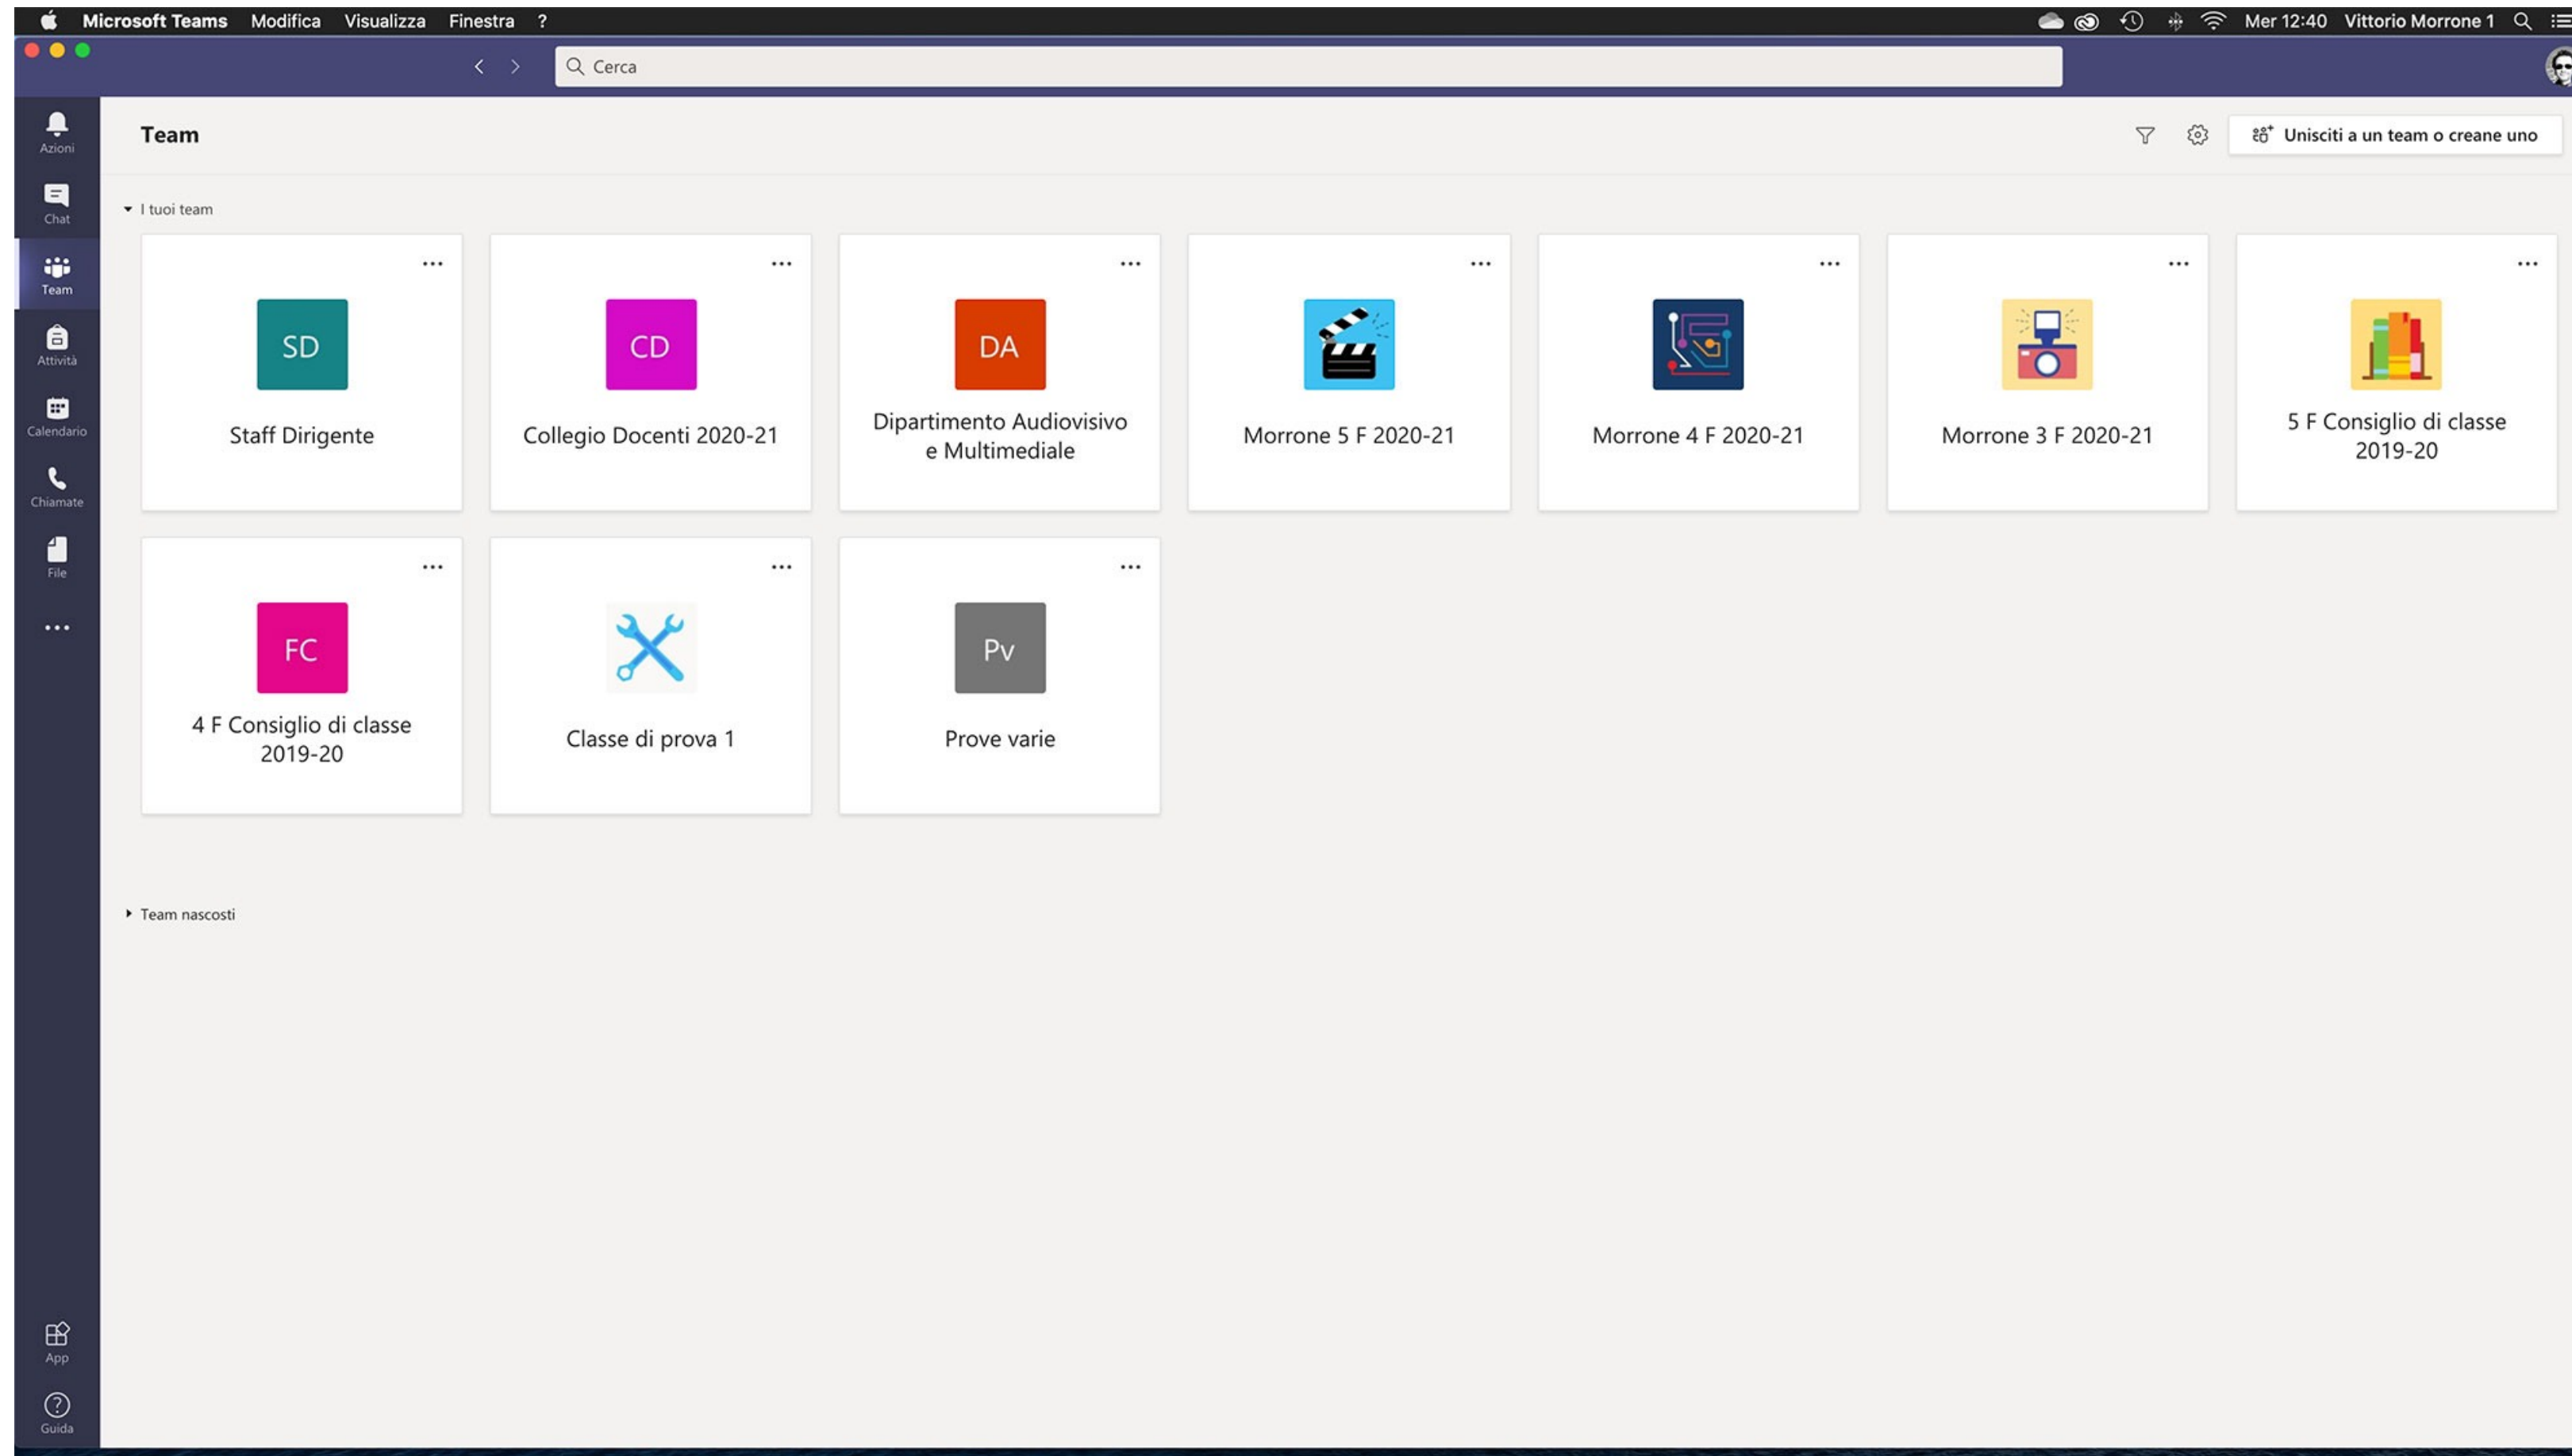 Microsoft Teams Modifica Visualizza Finestra ? Mer 12:40 Vittorio Morrone 1
Cerca
Azioni
Chat
Team
Attività
Calendario
Chiamate
File
App
Guida
Team
Unisciti a un team o creane uno
I tuoi team
SD
Staff Dirigente
CD
Collegio Docenti 2020-21
DA
Dipartimento Audiovisivo
e Multimediale
Morrone 5 F 2020-21
Morrone 4 F 2020-21
Morrone 3 F 2020-21
5 F Consiglio di classe
2019-20
FC
4 F Consiglio di classe
2019-20
Classe di prova 1
Pv
Prove varie
Team nascosti